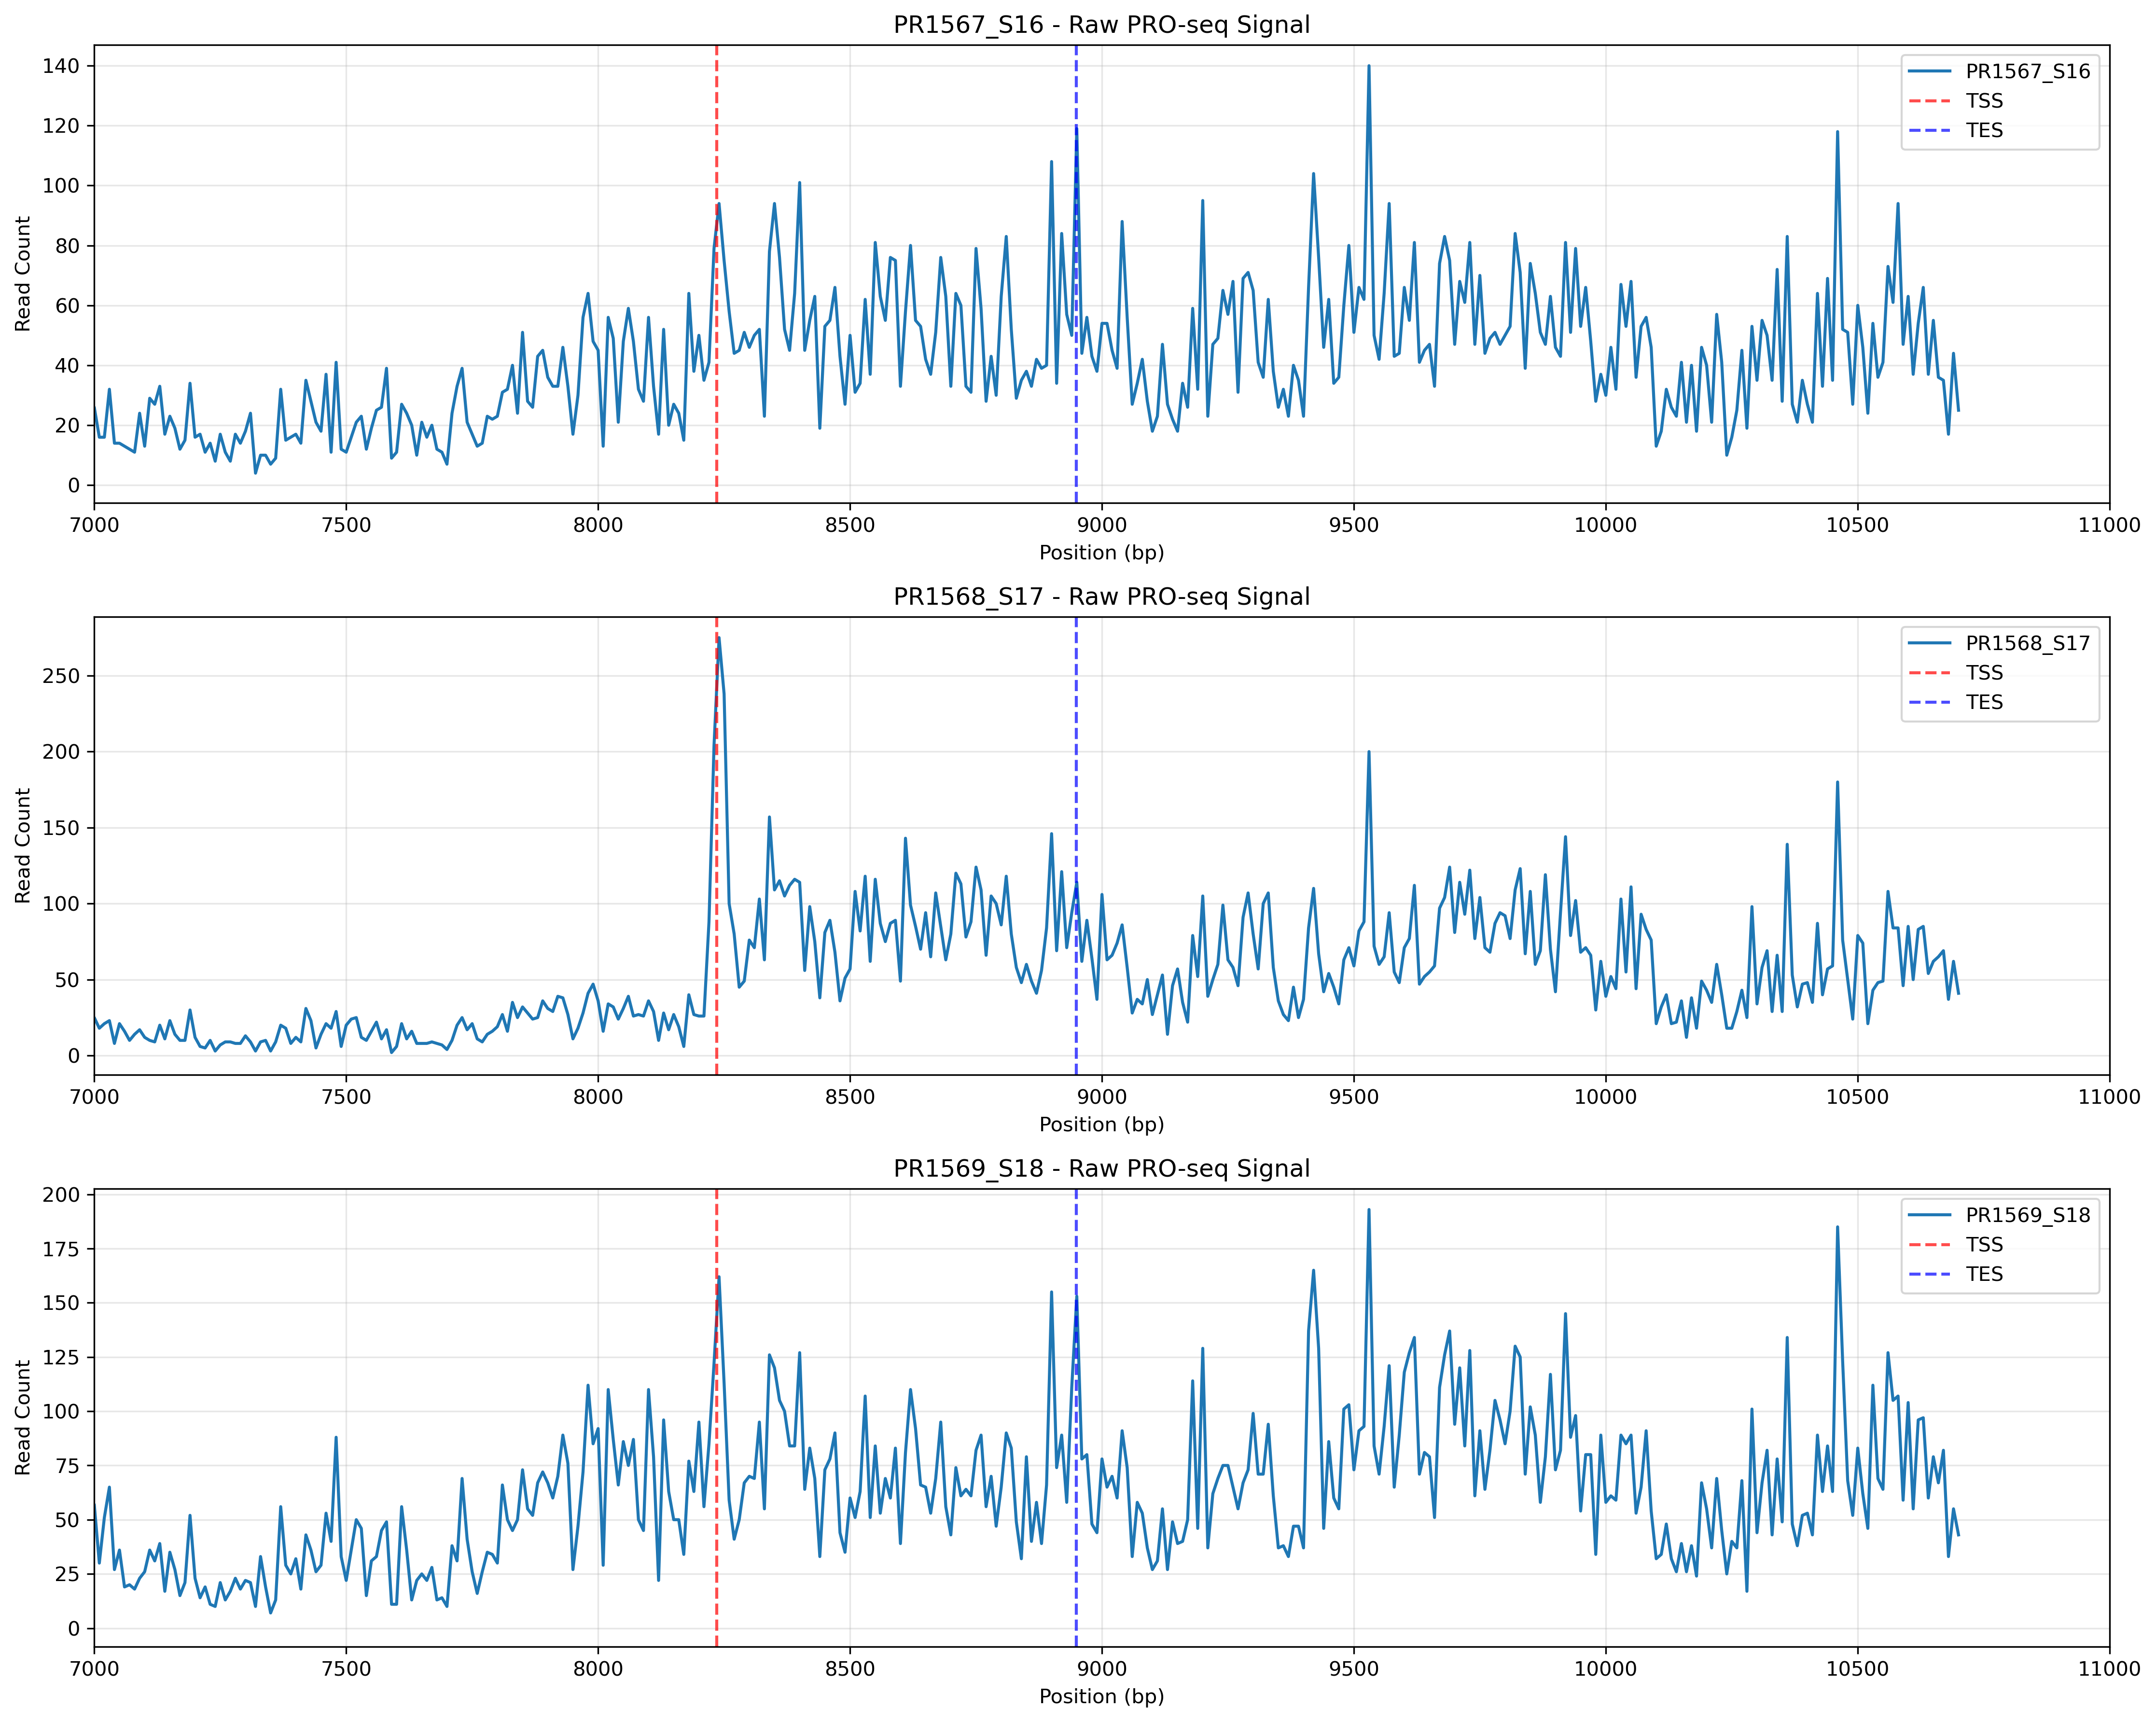 PR1567_S16 - Raw PRO-seq Signal
140
120
100
80
60
40
20
0
Read Count
PR1567_S16
TSS
TES
7000 7500 8000 8500 9000 9500 10000 10500 11000
Position (bp)
PR1568_S17 - Raw PRO-seq Signal
250
200
150
100
50
0
Read Count
PR1568_S17
TSS
TES
7000 7500 8000 8500 9000 9500 10000 10500 11000
Position (bp)
PR1569_S18 - Raw PRO-seq Signal
200
175
150
125
100
75
50
25
0
Read Count
PR1569_S18
TSS
TES
7000 7500 8000 8500 9000 9500 10000 10500 11000
Position (bp)